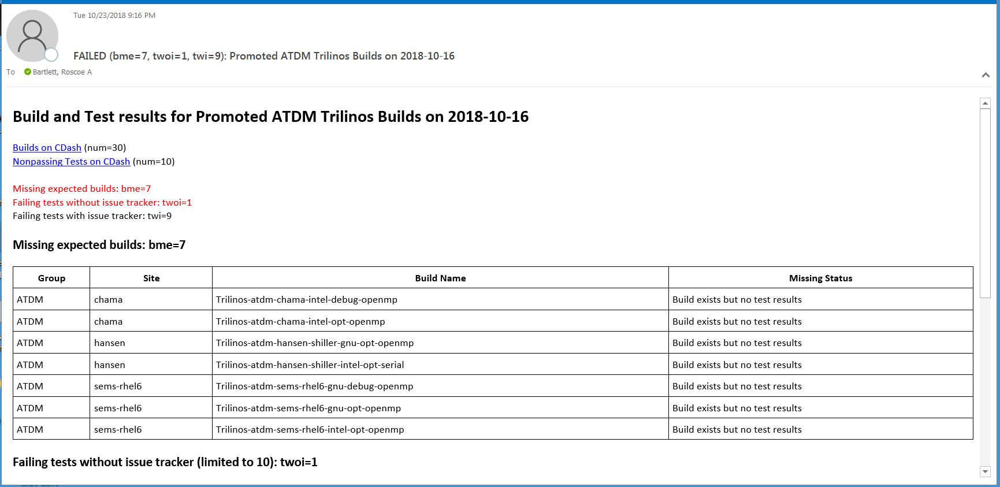 Tue 10/23/2018 9:16 PM
FAILED (bme=7, twoi=1, twi=9): Promoted ATDM Trilinos Builds on 2018-10-16
To Bartlett, Roscoe A
Build and Test results for Promoted ATDM Trilinos Builds on 2018-10-16
Builds on CDash (num=30)
Nonpassing Tests on CDash (num=10)
Missing expected builds: bme=7
Failing tests without issue tracker: twoi=1
Failing tests with issue tracker: twi=9
Missing expected builds: bme=7
Group Site Build Name Missing Status
ATDM chama Trilinos-atdm-chama-intel-debug-openmp Build exists but no test results
ATDM chama Trilinos-atdm-chama-intel-opt-openmp Build exists but no test results
ATDM hansen Trilinos-atdm-hansen-shiller-gnu-opt-openmp Build exists but no test results
ATDM hansen Trilinos-atdm-hansen-shiller-intel-opt-serial Build exists but no test results
ATDM sems-rhel6 Trilinos-atdm-sems-rhel6-gnu-debug-openmp Build exists but no test results
ATDM sems-rhel6 Trilinos-atdm-sems-rhel6-gnu-opt-openmp Build exists but no test results
ATDM sems-rhel6 Trilinos-atdm-sems-rhel6-intel-opt-openmp Build exists but no test results
Failing tests without issue tracker (limited to 10): twoi=1